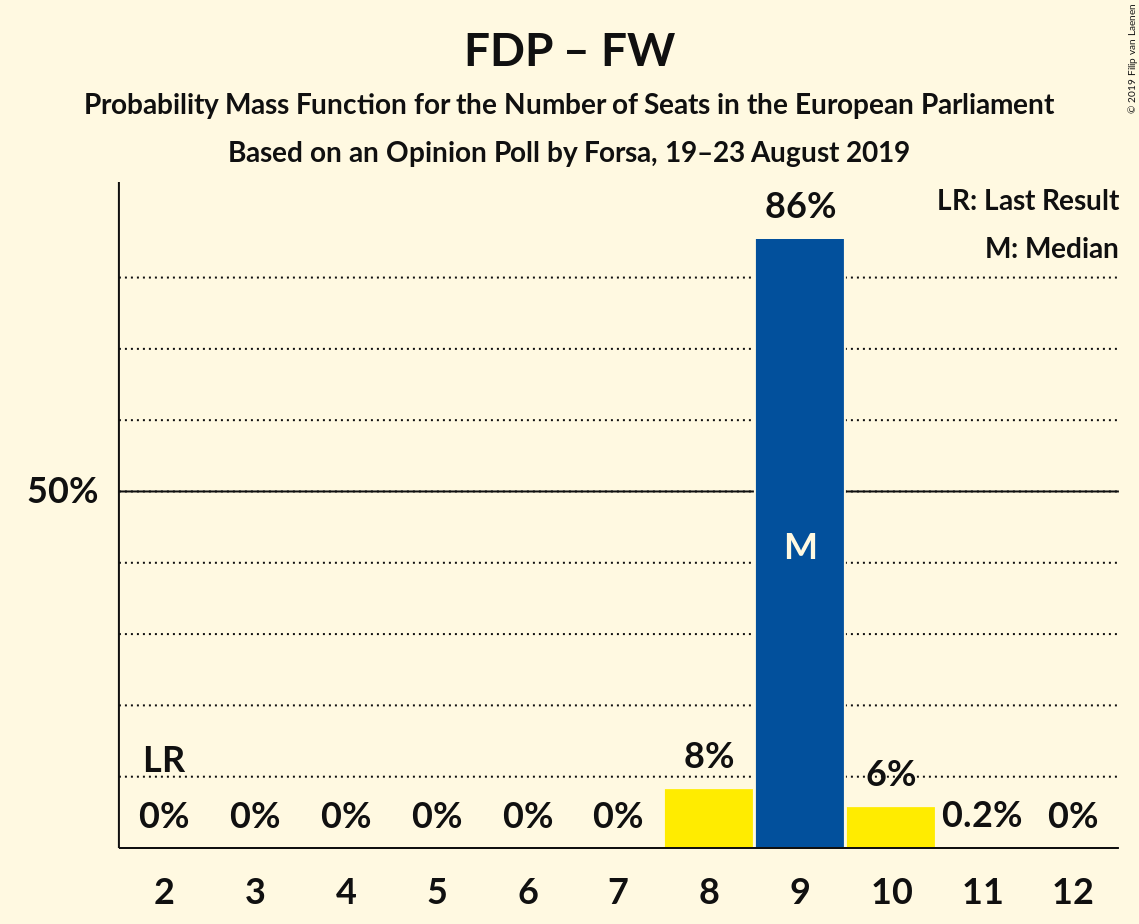 FDP – FW
Probability Mass Function for the Number of Seats in the European Parliament
Based on an Opinion Poll by Forsa, 19–23 August 2019
© 2019 Filip van Laenen
LR: Last Result
M: Median
86%
50%
M
LR
8%
6%
0% 0% 0% 0% 0% 0% 0.2% 0%
2 3 4 5 6 7 8 9 10 11 12